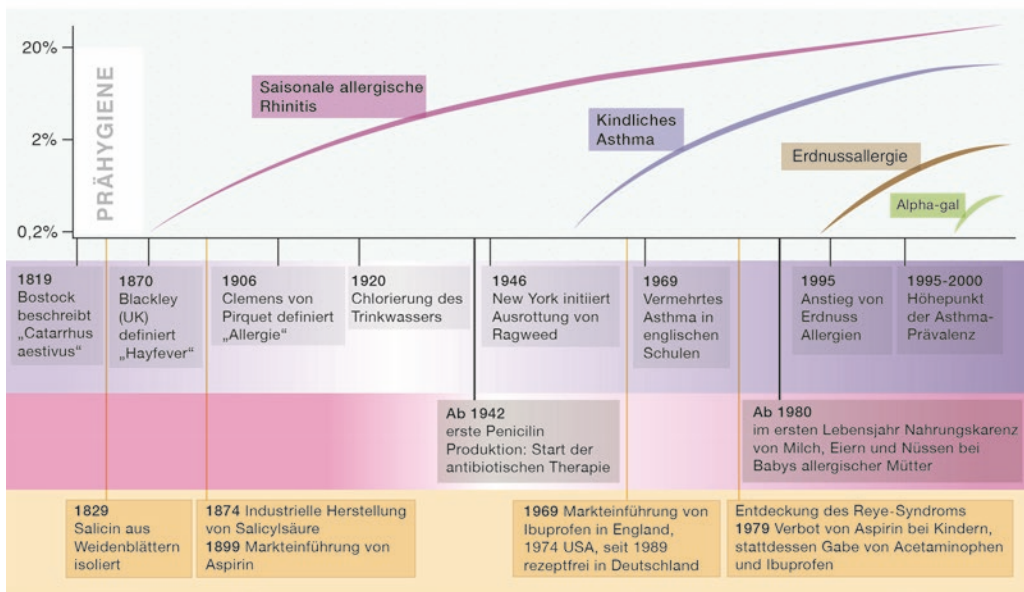 20%
2%
0,2%
PRÄHYGIENE
Saisonale allergische
Rhinitis
Kindliches
Asthma
Erdnussallergie
Alpha-gal
1819
Bostock
beschreibt
„Catarrhus
aestivus“
1870
Blackley
(UK)
definiert
„Hayfever“
1906
Clemens von
Pirquet definiert
„Allergie“
1920
Chlorierung des
Trinkwassers
1946
New York initiiert
Ausrottung von
Ragweed
1969
Vermehrtes
Asthma in
englischen
Schulen
1995
Anstieg von
Erdnuss
Allergien
1995-2000
Höhepunkt
der Asthma-
Prävalenz
Ab 1942
erste Penicilin
Produktion: Start der
antibiotischen Therapie
Ab 1980
im ersten Lebensjahr Nahrungskarenz
von Milch, Eiern und Nüssen bei
Babys allergischer Mütter
1829
Salicin aus
Weidenblättern
isoliert
1874 Industrielle Herstellung
von Salicylsäure
1899 Markteinführung von
Aspirin
1969 Markteinführung von
Ibuprofen in England,
1974 USA, seit 1989
rezeptfrei in Deutschland
Entdeckung des Reye-Syndroms
1979 Verbot von Aspirin bei Kindern,
stattdessen Gabe von Acetaminophen
und Ibuprofen